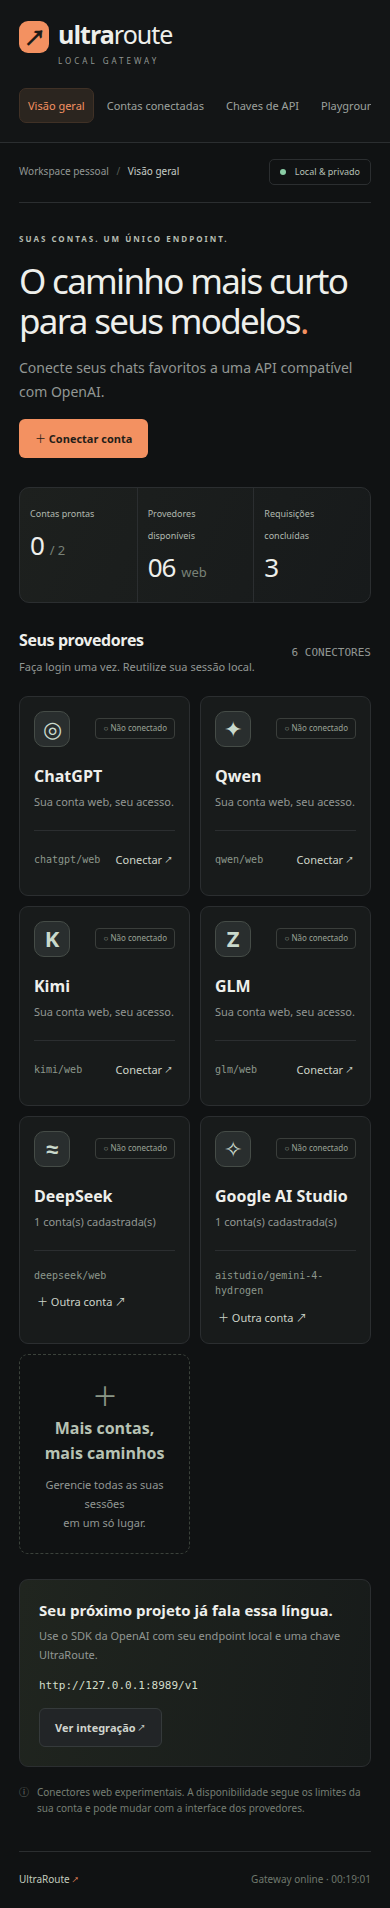 ultraroute
LOCAL GATEWAY
Visão geral Contas conectadas Chaves de API Playgrour
Workspace pessoal / Visão geral Local & privado
SUAS CONTAS. UM ÚNICO ENDPOINT.
O caminho mais curto
para seus modelos.
Conecte seus chats favoritos a uma API compatível
com OpenAI.
+ Conectar conta
Contas prontas
0 / 2
Provedores
disponíveis
06 web
Requisições
concluídas
3
Seus provedores
Faça login uma vez. Reutilize sua sessão local.
6 CONECTORES
○ Não conectado
ChatGPT
Sua conta web, seu acesso.
chatgpt/web Conectar ↗
○ Não conectado
Qwen
Sua conta web, seu acesso.
qwen/web Conectar ↗
K ○ Não conectado
Kimi
Sua conta web, seu acesso.
kimi/web Conectar ↗
Z ○ Não conectado
GLM
Sua conta web, seu acesso.
glm/web Conectar ↗
≈ ○ Não conectado
DeepSeek
1 conta(s) cadastrada(s)
deepseek/web
+ Outra conta ↗
○ Não conectado
Google AI Studio
1 conta(s) cadastrada(s)
aistudio/gemini-4-
hydrogen
+ Outra conta ↗
+
Mais contas,
mais caminhos
Gerencie todas as suas
sessões
em um só lugar.
Seu próximo projeto já fala essa língua.
Use o SDK da OpenAI com seu endpoint local e uma chave
UltraRoute.
http://127.0.0.1:8989/v1
Ver integração ↗
ⓘ Conectores web experimentais. A disponibilidade segue os limites da
sua conta e pode mudar com a interface dos provedores.
UltraRoute ↗ Gateway online · 00:19:01